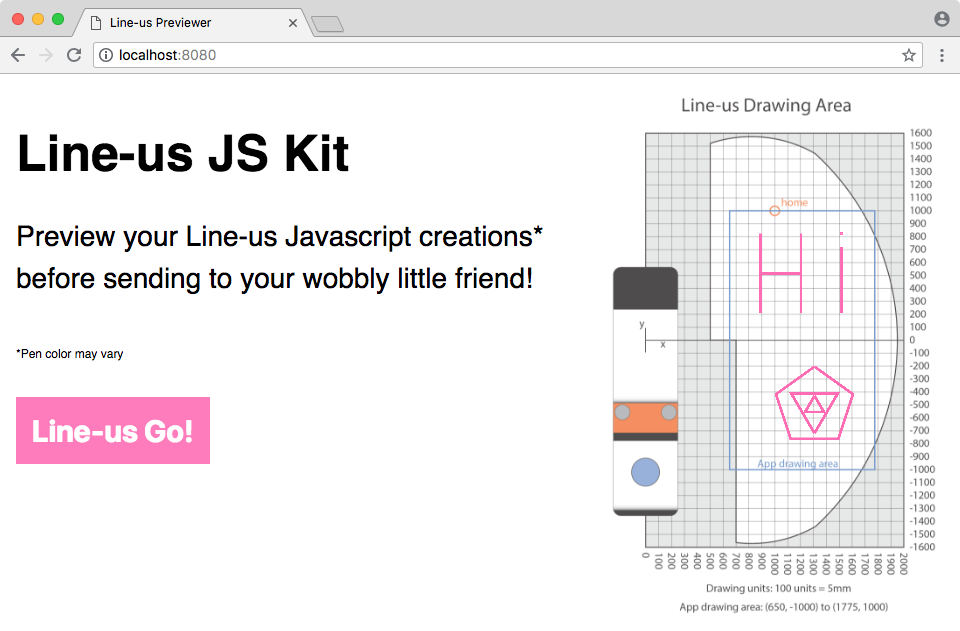 Line-us Previewer
localhost:8080
Line-us JS Kit
Preview your Line-us Javascript creations*
before sending to your wobbly little friend!
*Pen color may vary
Line-us Go!
Line-us Drawing Area
1600
1500
1400
1300
1200
1100
1000
900
800
700
600
500
400
300
200
100
0
-100
-200
-300
-400
-500
-600
-700
-800
-900
-1000
-1100
-1200
-1300
-1400
-1500
-1600
home
Hi
y
x
App drawing area
0 100 200 300 400 500 600 700 800 900 1000 1100 1200 1300 1400 1500 1600 1700 1800 1900 2000
Drawing units: 100 units = 5mm
App drawing area: (650, -1000) to (1775, 1000)